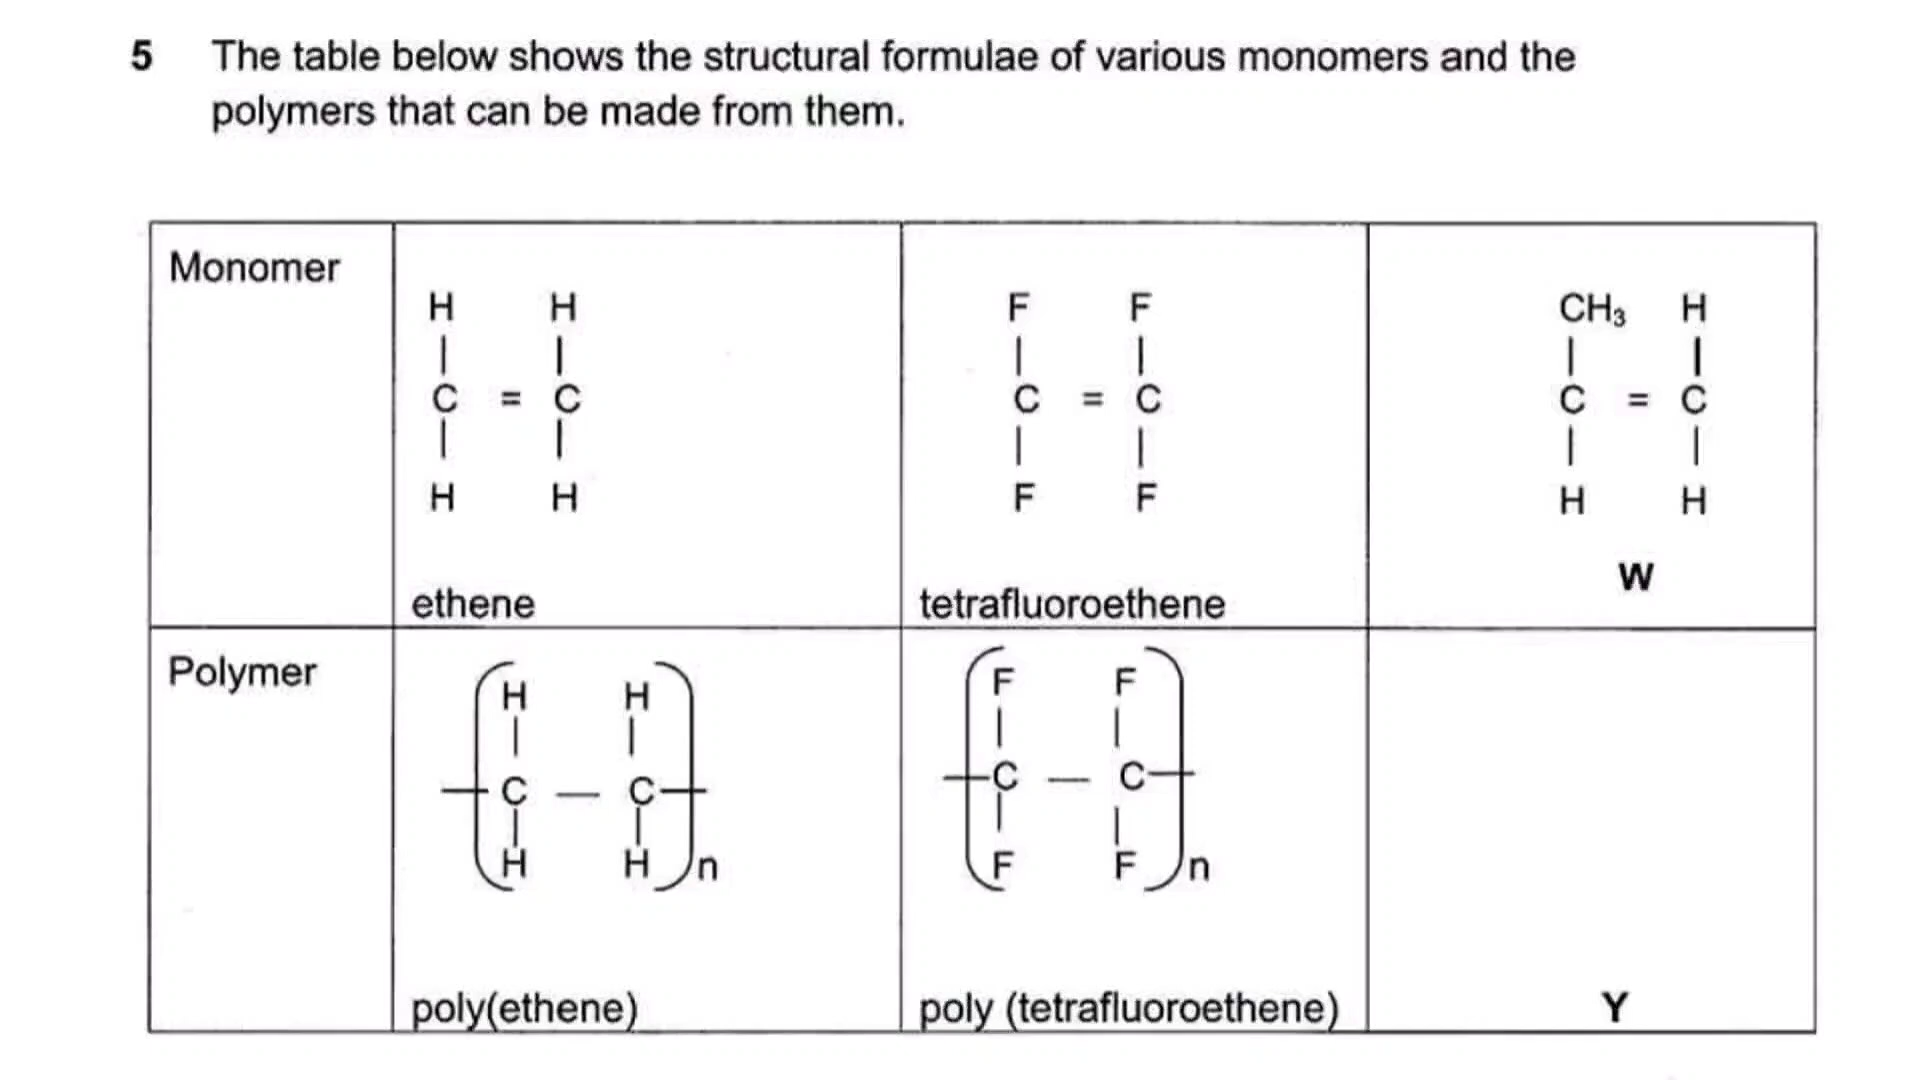 5 The table below shows the structural formulae of various monomers and the
polymers that can be made from them.
Monomer
H H
| |
C = C
| |
H H
ethene
F F
| |
C = C
| |
F F
tetrafluoroethene
CH₃ H
| |
C = C
| |
H H
W
Polymer
H H
| |
C — C
| |
H H n
poly(ethene)
F F
| |
C — C
| |
F F n
poly (tetrafluoroethene)
Y